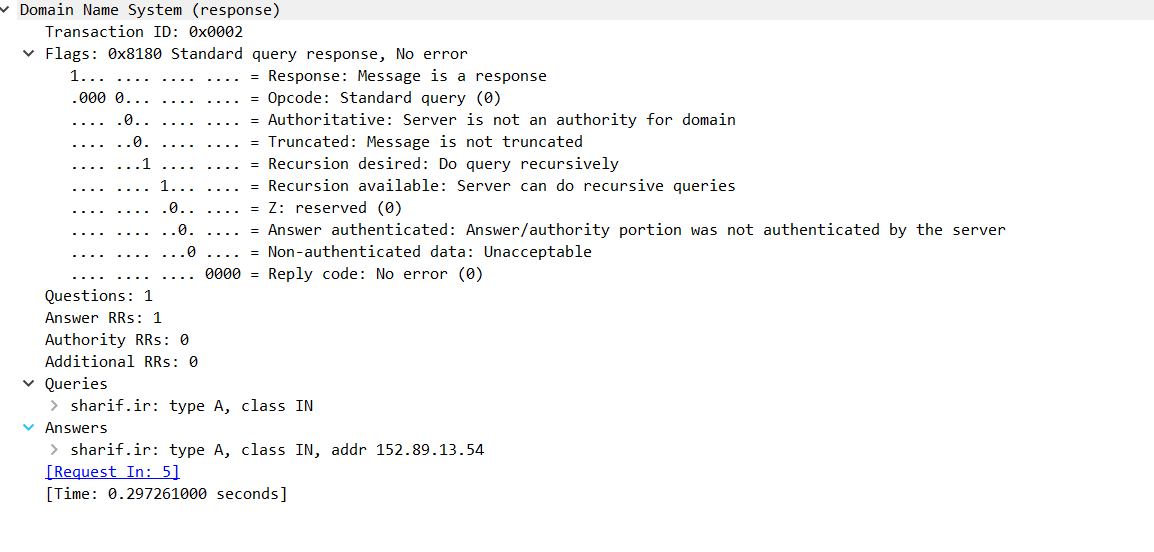 Domain Name System (response)
Transaction ID: 0x0002
Flags: 0x8180 Standard query response, No error
1... .... .... .... = Response: Message is a response
.000 0... .... .... = Opcode: Standard query (0)
.... .0.. .... .... = Authoritative: Server is not an authority for domain
.... ..0. .... .... = Truncated: Message is not truncated
.... ...1 .... .... = Recursion desired: Do query recursively
.... .... 1... .... = Recursion available: Server can do recursive queries
.... .... .0.. .... = Z: reserved (0)
.... .... ..0. .... = Answer authenticated: Answer/authority portion was not authenticated by the server
.... .... ...0 .... = Non-authenticated data: Unacceptable
.... .... .... 0000 = Reply code: No error (0)
Questions: 1
Answer RRs: 1
Authority RRs: 0
Additional RRs: 0
Queries
sharif.ir: type A, class IN
Answers
sharif.ir: type A, class IN, addr 152.89.13.54
[Request In: 5]
[Time: 0.297261000 seconds]